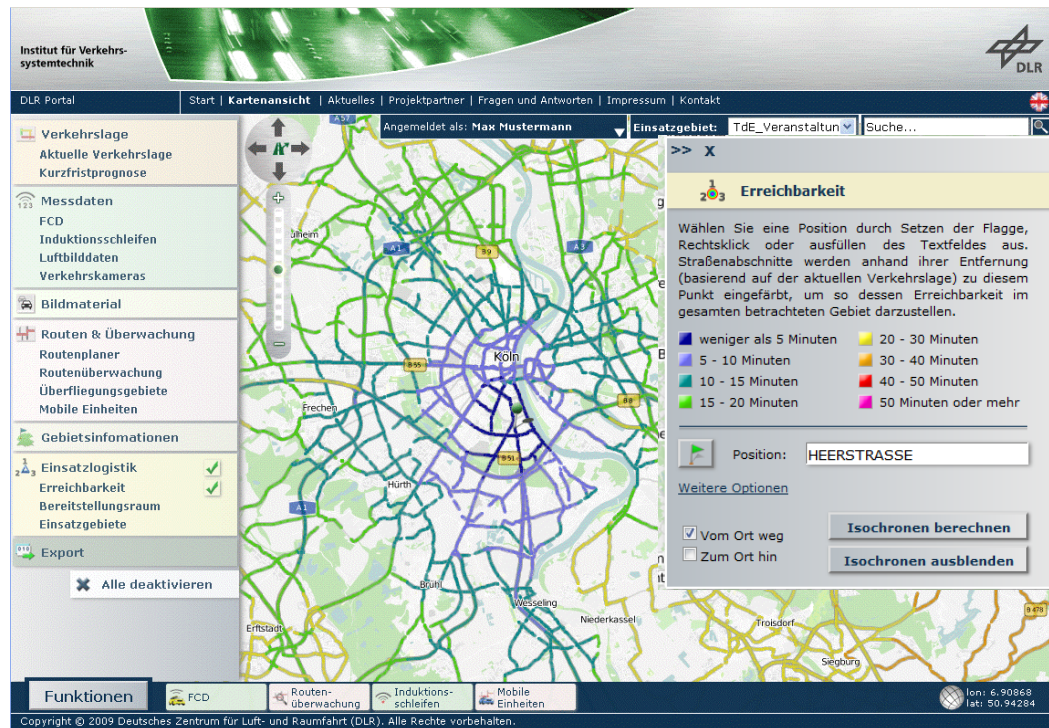 Institut für Verkehrs-
systemtechnik
DLR
DLR Portal
Start | Kartenansicht | Aktuelles | Projektpartner | Fragen und Antworten | Impressum | Kontakt
Angemeldet als: Max Mustermann
Einsatzgebiet:
TdE_Veranstaltun
Suche...
Verkehrslage
Aktuelle Verkehrslage
Kurzfristprognose
123
Messdaten
FCD
Induktionsschleifen
Luftbilddaten
Verkehrskameras
Bildmaterial
Routen & Überwachung
Routenplaner
Routenüberwachung
Überfliegungsgebiete
Mobile Einheiten
Gebietsinfomationen
Einsatzlogistik
Erreichbarkeit
Bereitstellungsraum
Einsatzgebiete
Export
Alle deaktivieren
A57
A1
B9
A3
Köln
B55
Frechen
B8
B51
Hürth
A1
Brühl
Wesseling
Niederkassel
Erftstadt
Troisdorf
Siegburg
B 478
>> X
Erreichbarkeit
Wählen Sie eine Position durch Setzen der Flagge,
Rechtsklick oder ausfüllen des Textfeldes aus.
Straßenabschnitte werden anhand ihrer Entfernung
(basierend auf der aktuellen Verkehrslage) zu diesem
Punkt eingefärbt, um so dessen Erreichbarkeit im
gesamten betrachteten Gebiet darzustellen.
weniger als 5 Minuten
20 - 30 Minuten
5 - 10 Minuten
30 - 40 Minuten
10 - 15 Minuten
40 - 50 Minuten
15 - 20 Minuten
50 Minuten oder mehr
Position:
HEERSTRASSE
Weitere Optionen
Vom Ort weg
Zum Ort hin
Isochronen berechnen
Isochronen ausblenden
Funktionen
FCD
Routen-
überwachung
Induktions-
schleifen
Mobile
Einheiten
lon: 6.90868
lat: 50.94284
Copyright © 2009 Deutsches Zentrum für Luft- und Raumfahrt (DLR). Alle Rechte vorbehalten.